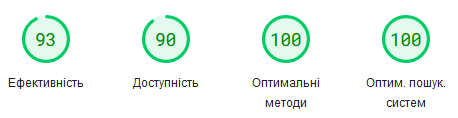 93 90 100 100
Ефективність Доступність Оптимальні Оптим. пошук.
методи систем